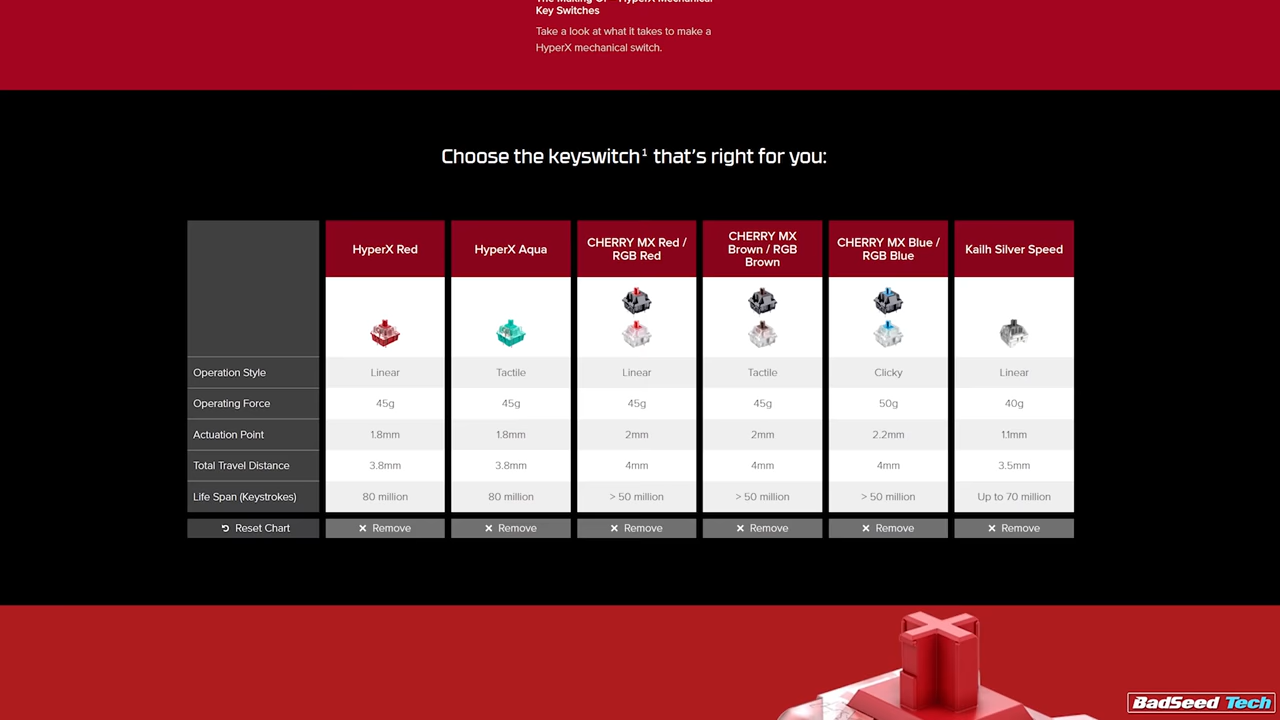 The Making Of - HyperX Mechanical
Key Switches
Take a look at what it takes to make a
HyperX mechanical switch.
Choose the keyswitch¹ that's right for you:
HyperX Red
HyperX Aqua
CHERRY MX Red /
RGB Red
CHERRY MX
Brown / RGB
Brown
CHERRY MX Blue /
RGB Blue
Kailh Silver Speed
Operation Style Linear Tactile Linear Tactile Clicky Linear
Operating Force 45g 45g 45g 45g 50g 40g
Actuation Point 1.8mm 1.8mm 2mm 2mm 2.2mm 1.1mm
Total Travel Distance 3.8mm 3.8mm 4mm 4mm 4mm 3.5mm
Life Span (Keystrokes) 80 million 80 million > 50 million > 50 million > 50 million Up to 70 million
Reset Chart × Remove × Remove × Remove × Remove × Remove × Remove
BadSeed Tech